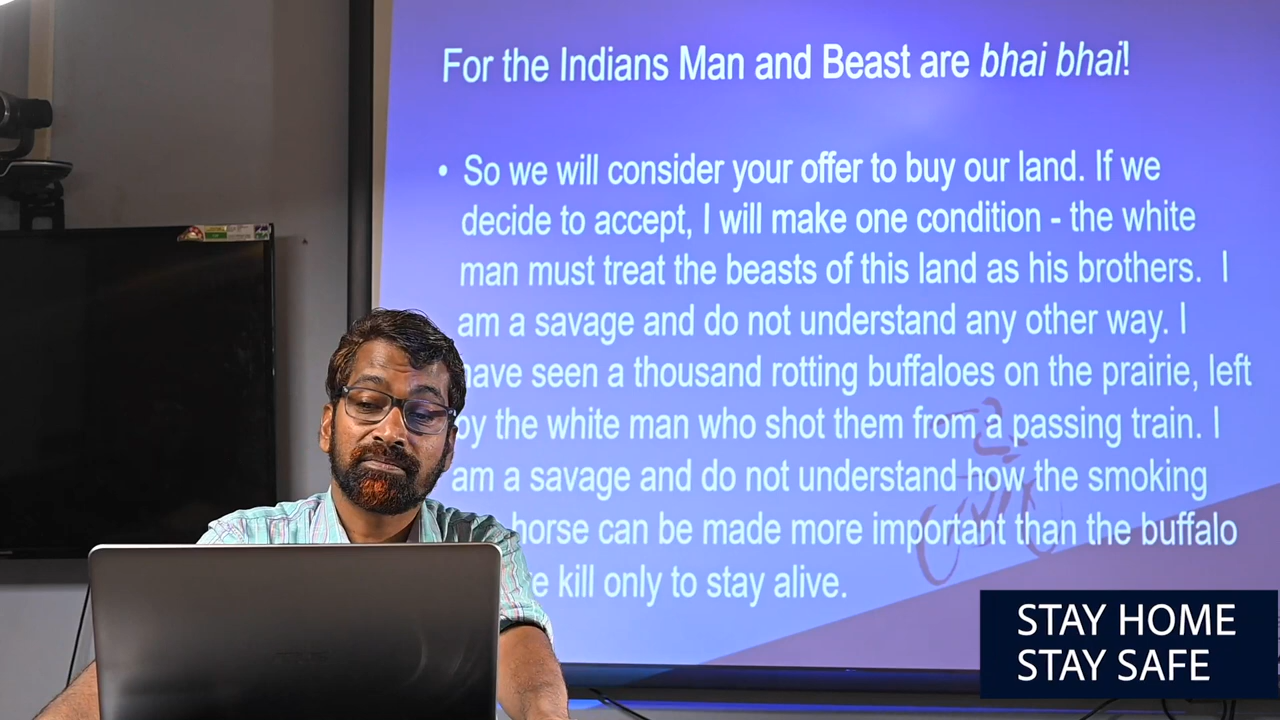 For the Indians Man and Beast are bhai bhai!
• So we will consider your offer to buy our land. If we
decide to accept, I will make one condition - the white
man must treat the beasts of this land as his brothers. I
am a savage and do not understand any other way. I
have seen a thousand rotting buffaloes on the prairie, left
by the white man who shot them from a passing train. I
am a savage and do not understand how the smoking
horse can be made more important than the buffalo
kill only to stay alive.
STAY HOME
STAY SAFE